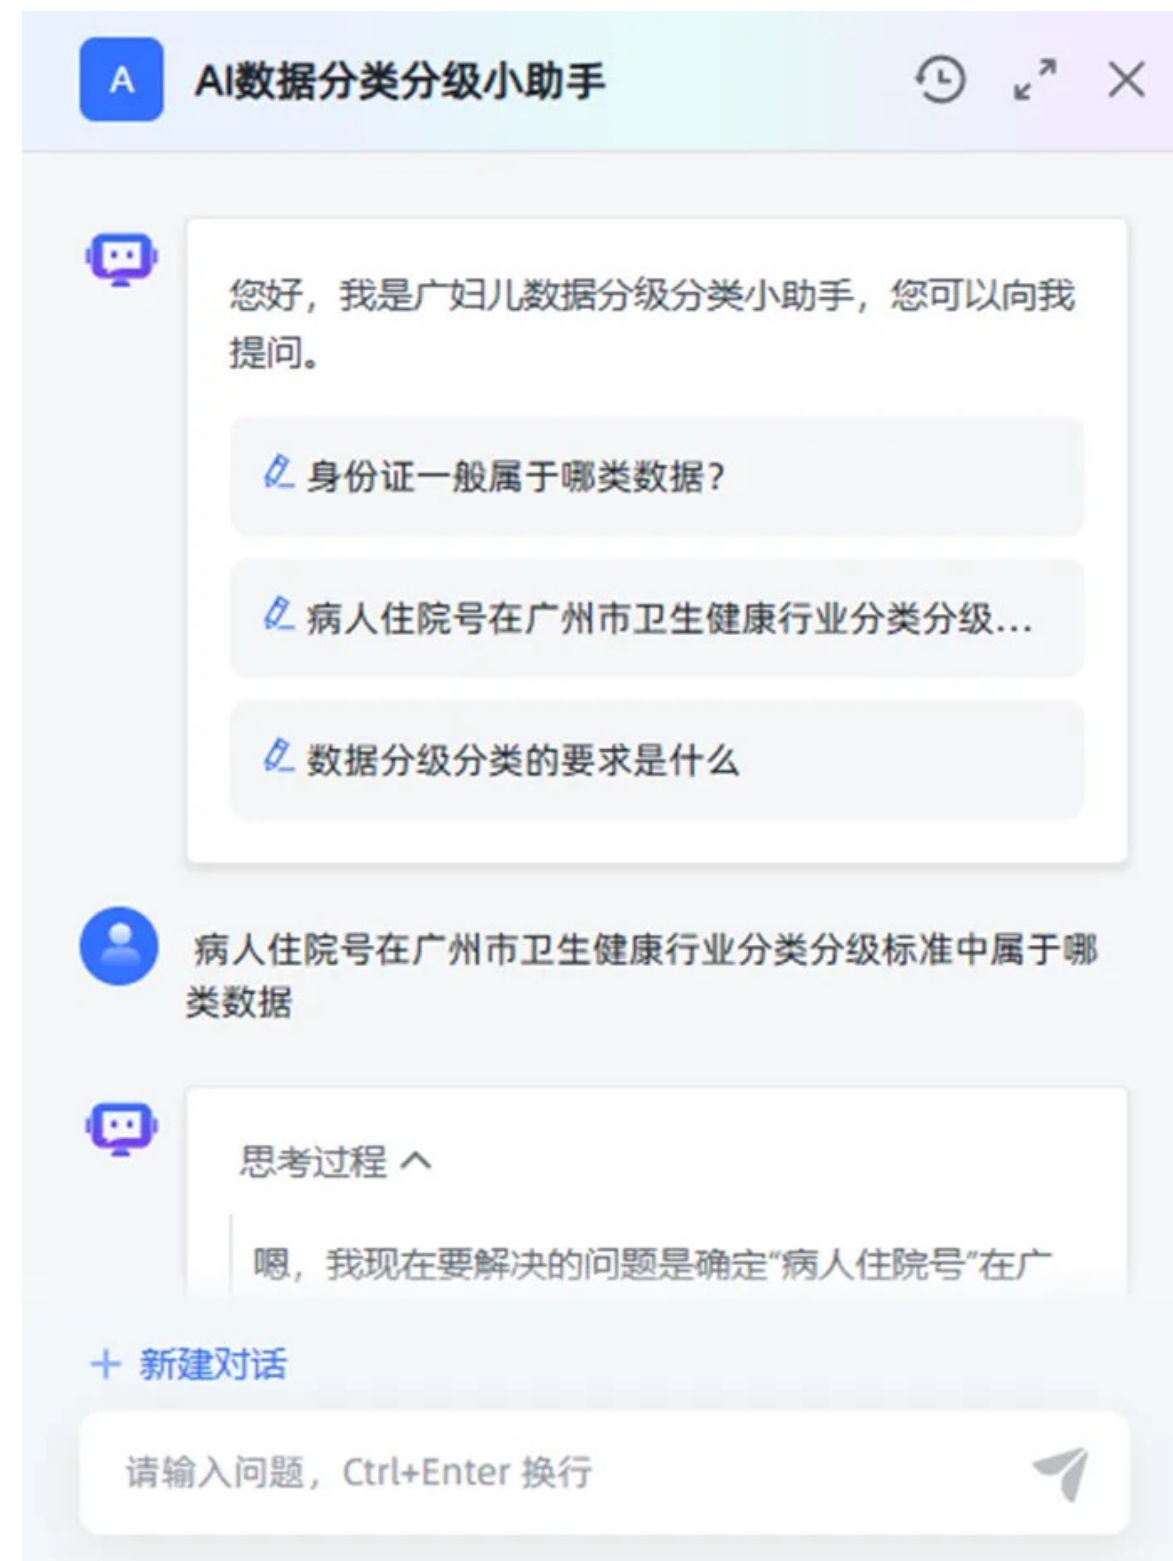 A
AI数据分类分级小助手
您好，我是广妇儿数据分级分类小助手，您可以向我
提问。
身份证一般属于哪类数据？
病人住院号在广州市卫生健康行业分类分级...
数据分级分类的要求是什么
病人住院号在广州市卫生健康行业分类分级标准中属于哪
类数据
思考过程
嗯，我现在要解决的问题是确定“病人住院号”在广
+ 新建对话
请输入问题，Ctrl+Enter 换行